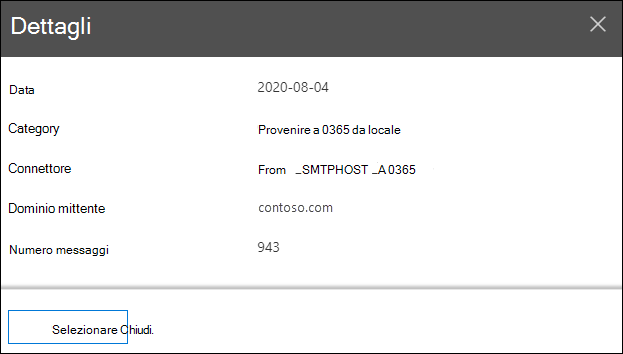 Dettagli
Data 2020-08-04
Category Provenire a 0365 da locale
Connettore From _SMTPHOST _A 0365
Dominio mittente contoso.com
Numero messaggi 943
Selezionare Chiudi.